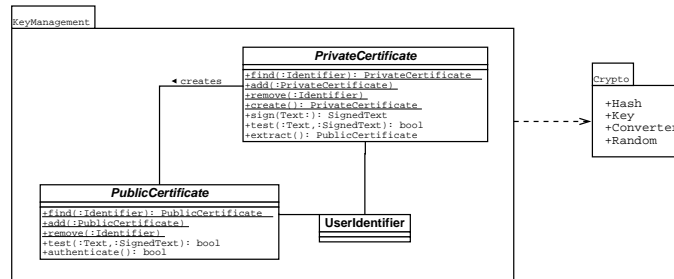 KeyManagement
PrivateCertificate
◄ creates
+find(:Identifier): PrivateCertificate
+add(:PrivateCertificate)
+remove(:Identifier)
+create(): PrivateCertificate
+sign(Text:): SignedText
+test(:Text,:SignedText): bool
+extract(): PublicCertificate
Crypto
+Hash
+Key
+Converter
+Random
PublicCertificate
+find(:Identifier): PublicCertificate
+add(:PublicCertificate)
+remove(:Identifier)
+test(:Text,:SignedText): bool
+authenticate(): bool
UserIdentifier